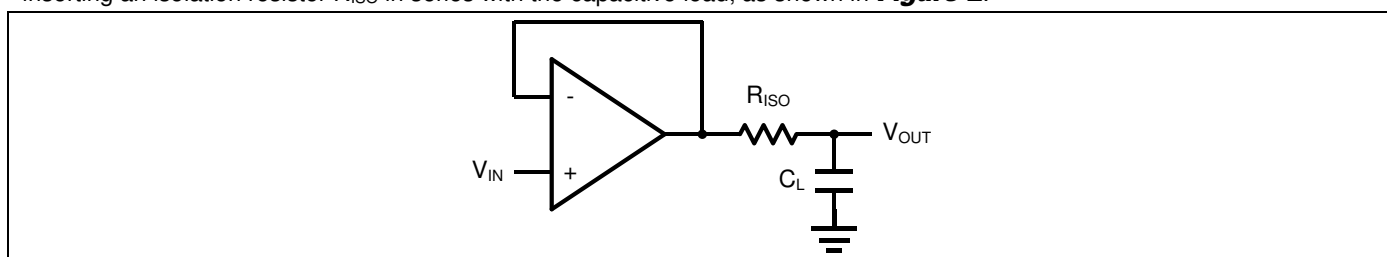 inserting an isolation resistor RISO in series with the capacitive load, as shown in Figure 2.
-
RISO
VOUT
VIN
+
CL